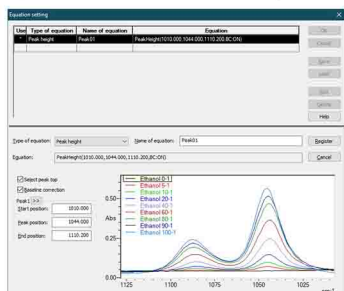 Equation setting
Use Type of equation Name of equation Equation
* Peak height Peak01 PeakHeight(1010.000,1044.000,1110.200,BC:ON)
OK
Cancel
Save
Load
Delete
Help
Type of equation: Peak height Name of equation: Peak01 Register
Equation: PeakHeight(1010.000,1044.000,1110.200,BC:ON) Cancel
Select peak top
Baseline correction
Peak1 >>
Start position: 1010.000
Peak position: 1044.000
End position: 1110.200
Ethanol 0-1
Ethanol 5-1
Ethanol 10-1
Ethanol 20-1
Ethanol 40-1
Ethanol 60-1
Ethanol 80-1
Ethanol 90-1
Ethanol 100-1
0.50
Abs
0.25
0.00
1125 1100 1075 1050 1025
cm-1